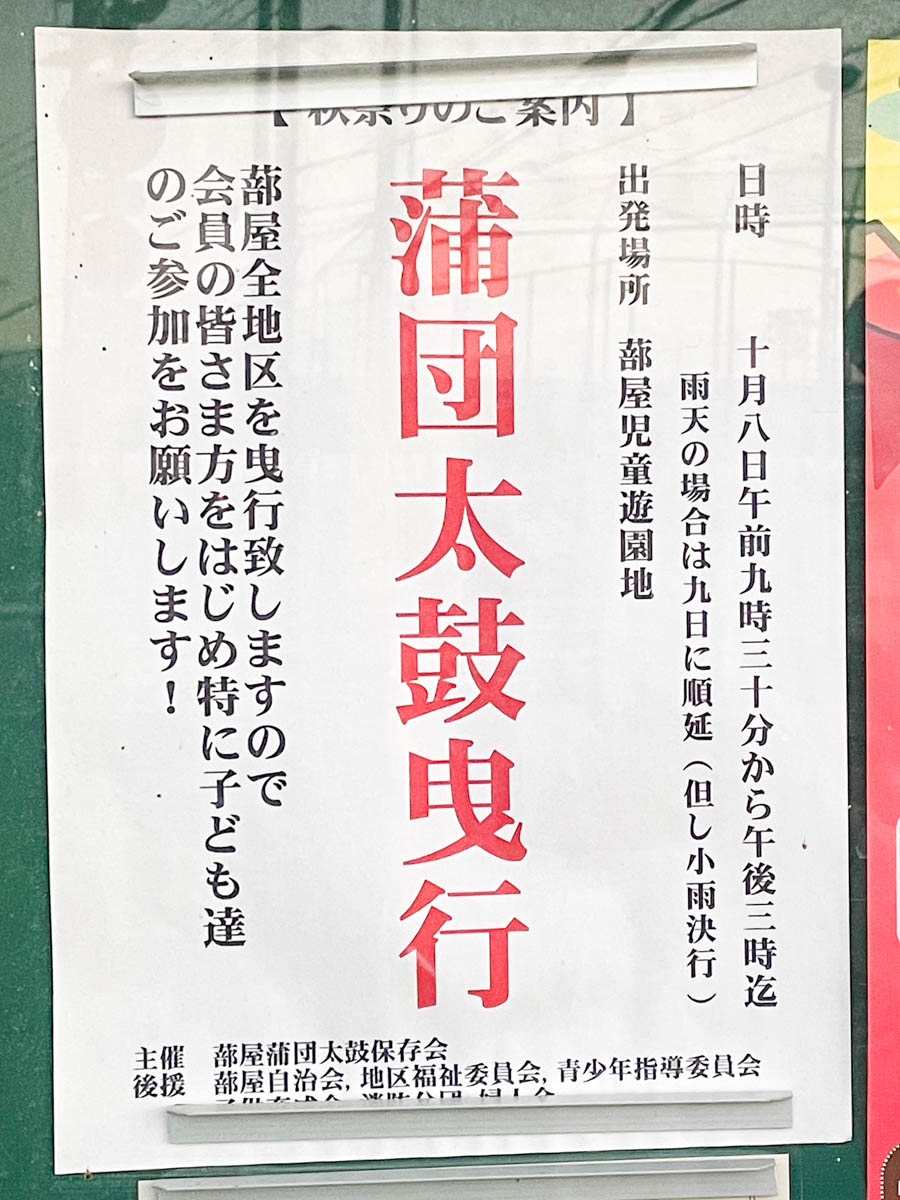 【秋祭りのご案内】
日時　十月八日午前九時三十分から午後三時迄
雨天の場合は九日に順延（但し小雨決行）
出発場所　蔀屋児童遊園地
蒲団太鼓曳行
蔀屋全地区を曳行致しますので
会員の皆さま方をはじめ特に子ども達
のご参加をお願いします！
主催　蔀屋蒲団太鼓保存会
後援　蔀屋自治会, 地区福祉委員会, 青少年指導委員会